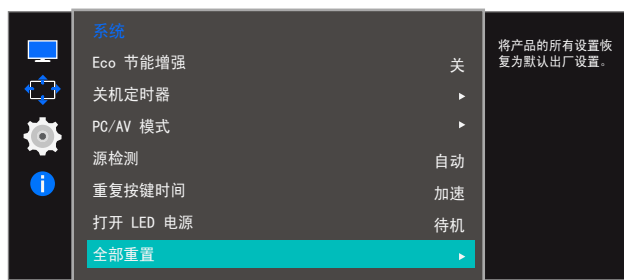 系统
Eco 节能增强 关
关机定时器
PC/AV 模式
源检测 自动
重复按键时间 加速
打开 LED 电源 待机
全部重置
将产品的所有设置恢
复为默认出厂设置。